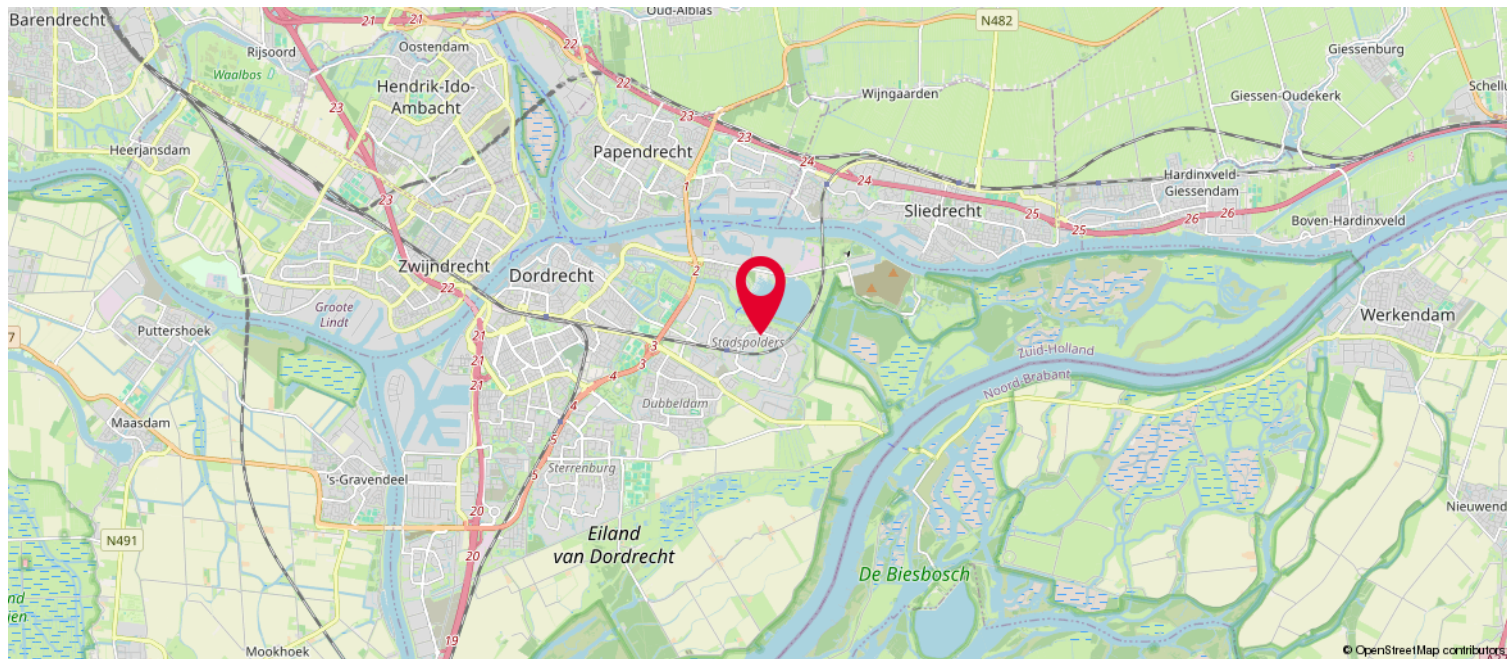 Oud-Alblas
Barendrecht
21
21
N482
Rijsoord
Oostendam
22
Giessenburg
Waalbos
22
Hendrik-Ido-
Ambacht
Wijngaarden
Giessen-Oudekerk
23
23
23
Heerjansdam
Papendrecht
24
24
Hardinxveld-
Giessendam
1
23
Sliedrecht
25
26
26
25
Boven-Hardinxveld
Zwijndrecht
Dordrecht
2
22
Groote
Lindt
Puttershoek
Werkendam
21
Stadspolders
3
3
Zuid-Holland
21
4
Noord-Brabant
21
4
Dubbeldam
Maasdam
5
Sterrenburg
5
's-Gravendeel
20
Eiland
van Dordrecht
N491
20
De Biesbosch
19
Mookhoek
© OpenStreetMap contributors